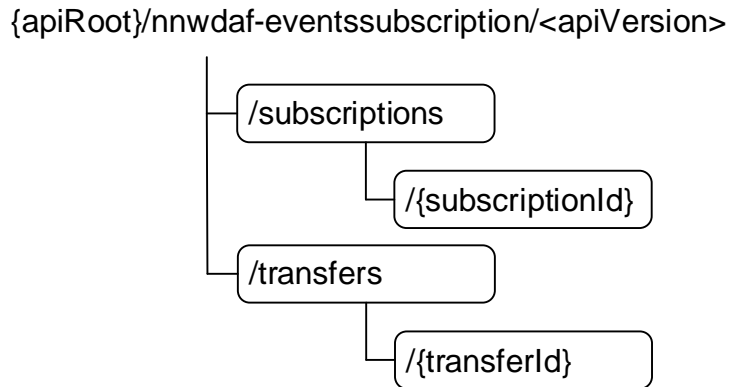 {apiRoot}/nnwdaf-eventssubscription/<apiVersion>
/subscriptions
/{subscriptionId}
/transfers
/{transferId}